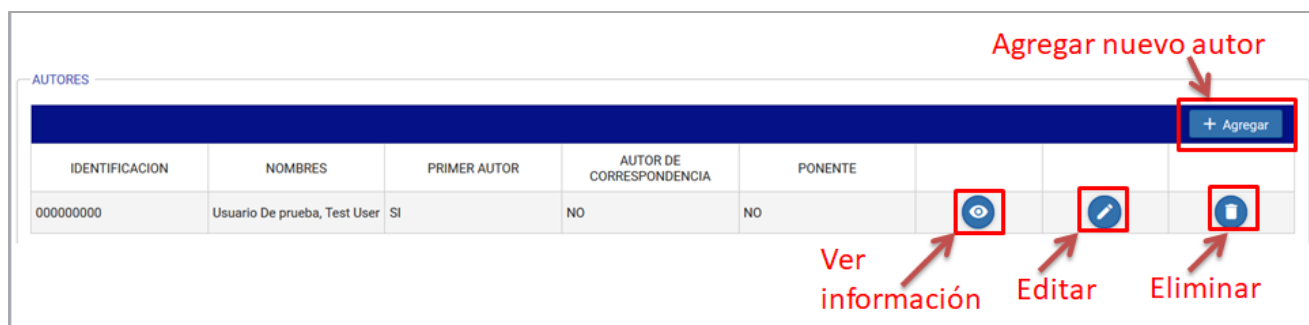 Agregar nuevo autor
AUTORES
+ Agregar
IDENTIFICACION NOMBRES PRIMER AUTOR AUTOR DE CORRESPONDENCIA PONENTE
000000000 Usuario De prueba, Test User SI NO NO
Ver
información
Editar
Eliminar